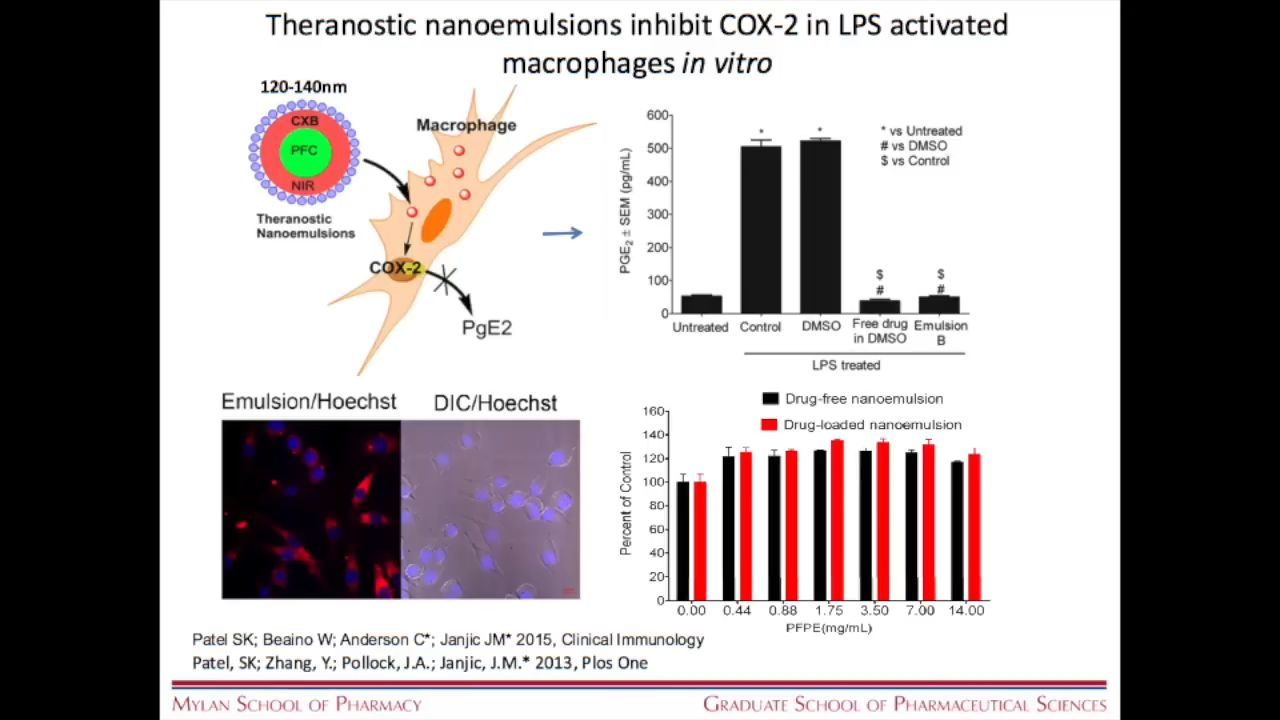 Theranostic nanoemulsions inhibit COX-2 in LPS activated
macrophages in vitro
120-140nm
CXB
PFC
NIR
Theranostic
Nanoemulsions
Macrophage
COX-2
PgE2
600
500
400
300
200
100
0
PGE2 ± SEM (pg/mL)
* vs Untreated
# vs DMSO
$ vs Control
*
*
$
#
$
#
Untreated
Control
DMSO
Free drug
in DMSO
Emulsion
B
LPS treated
Emulsion/Hoechst
DIC/Hoechst
Drug-free nanoemulsion
Drug-loaded nanoemulsion
160
140
120
100
80
60
40
20
0
Percent of Control
0.00 0.44 0.88 1.75 3.50 7.00 14.00
PFPE(mg/mL)
Patel SK; Beaino W; Anderson C*; Janjic JM* 2015, Clinical Immunology
Patel, SK; Zhang, Y.; Pollock, J.A.; Janjic, J.M.* 2013, Plos One
MYLAN SCHOOL OF PHARMACY
GRADUATE SCHOOL OF PHARMACEUTICAL SCIENCES